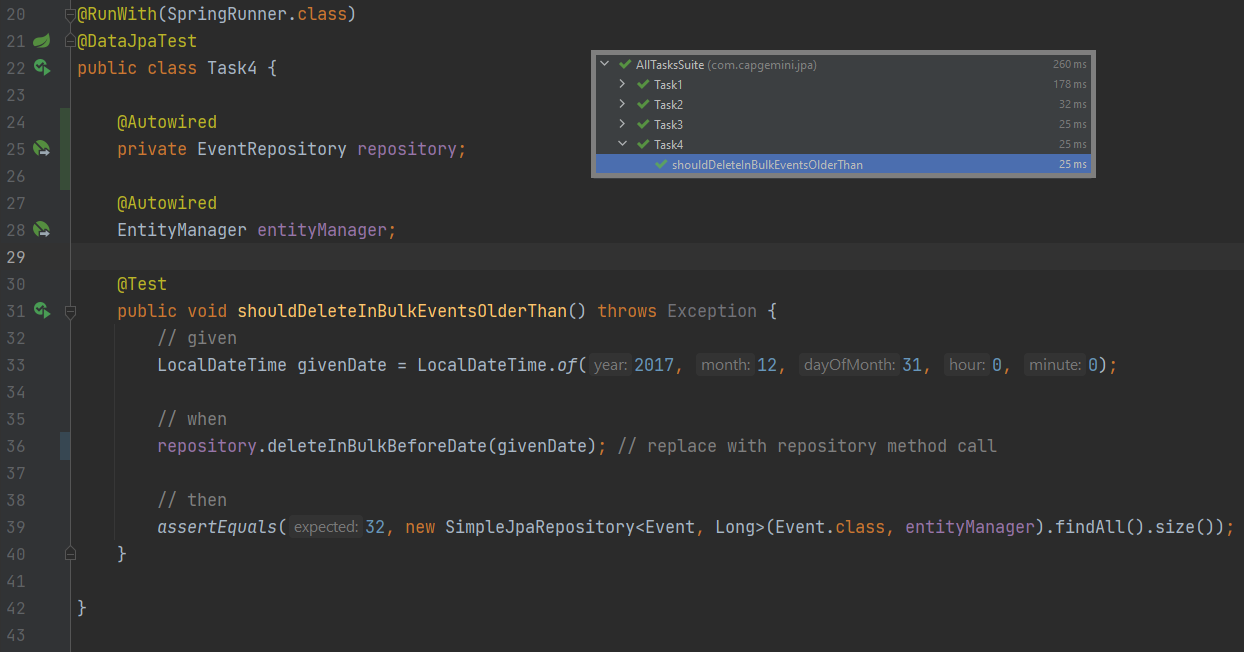 20 @RunWith(SpringRunner.class)
21 @DataJpaTest
22 public class Task4 {
23
24 @Autowired
25 private EventRepository repository;
26
27 @Autowired
28 EntityManager entityManager;
29
30 @Test
31 public void shouldDeleteInBulkEventsOlderThan() throws Exception {
32 // given
33 LocalDateTime givenDate = LocalDateTime.of( year: 2017, month: 12, dayOfMonth: 31, hour: 0, minute: 0);
34
35 // when
36 repository.deleteInBulkBeforeDate(givenDate); // replace with repository method call
37
38 // then
39 assertEquals( expected: 32, new SimpleJpaRepository<Event, Long>(Event.class, entityManager).findAll().size());
40 }
41
42 }
43
AllTasksSuite (com.capgemini.jpa) 260 ms
Task1 178 ms
Task2 32 ms
Task3 25 ms
Task4 25 ms
shouldDeleteInBulkEventsOlderThan 25 ms